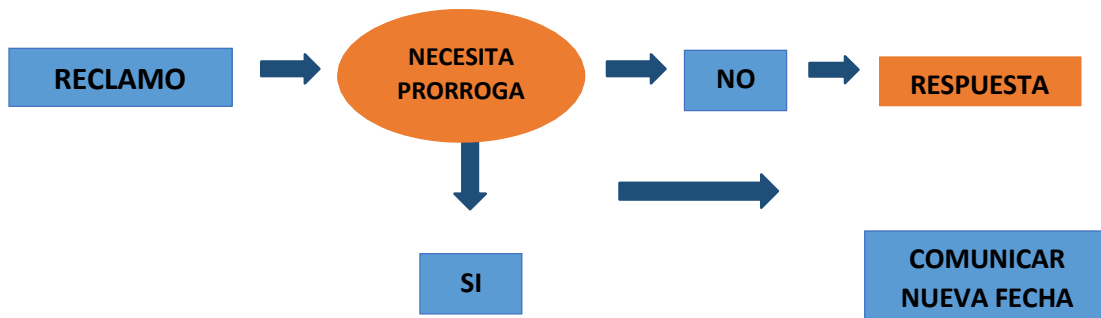 RECLAMO
NECESITA
PRORROGA
NO
RESPUESTA
SI
COMUNICAR
NUEVA FECHA